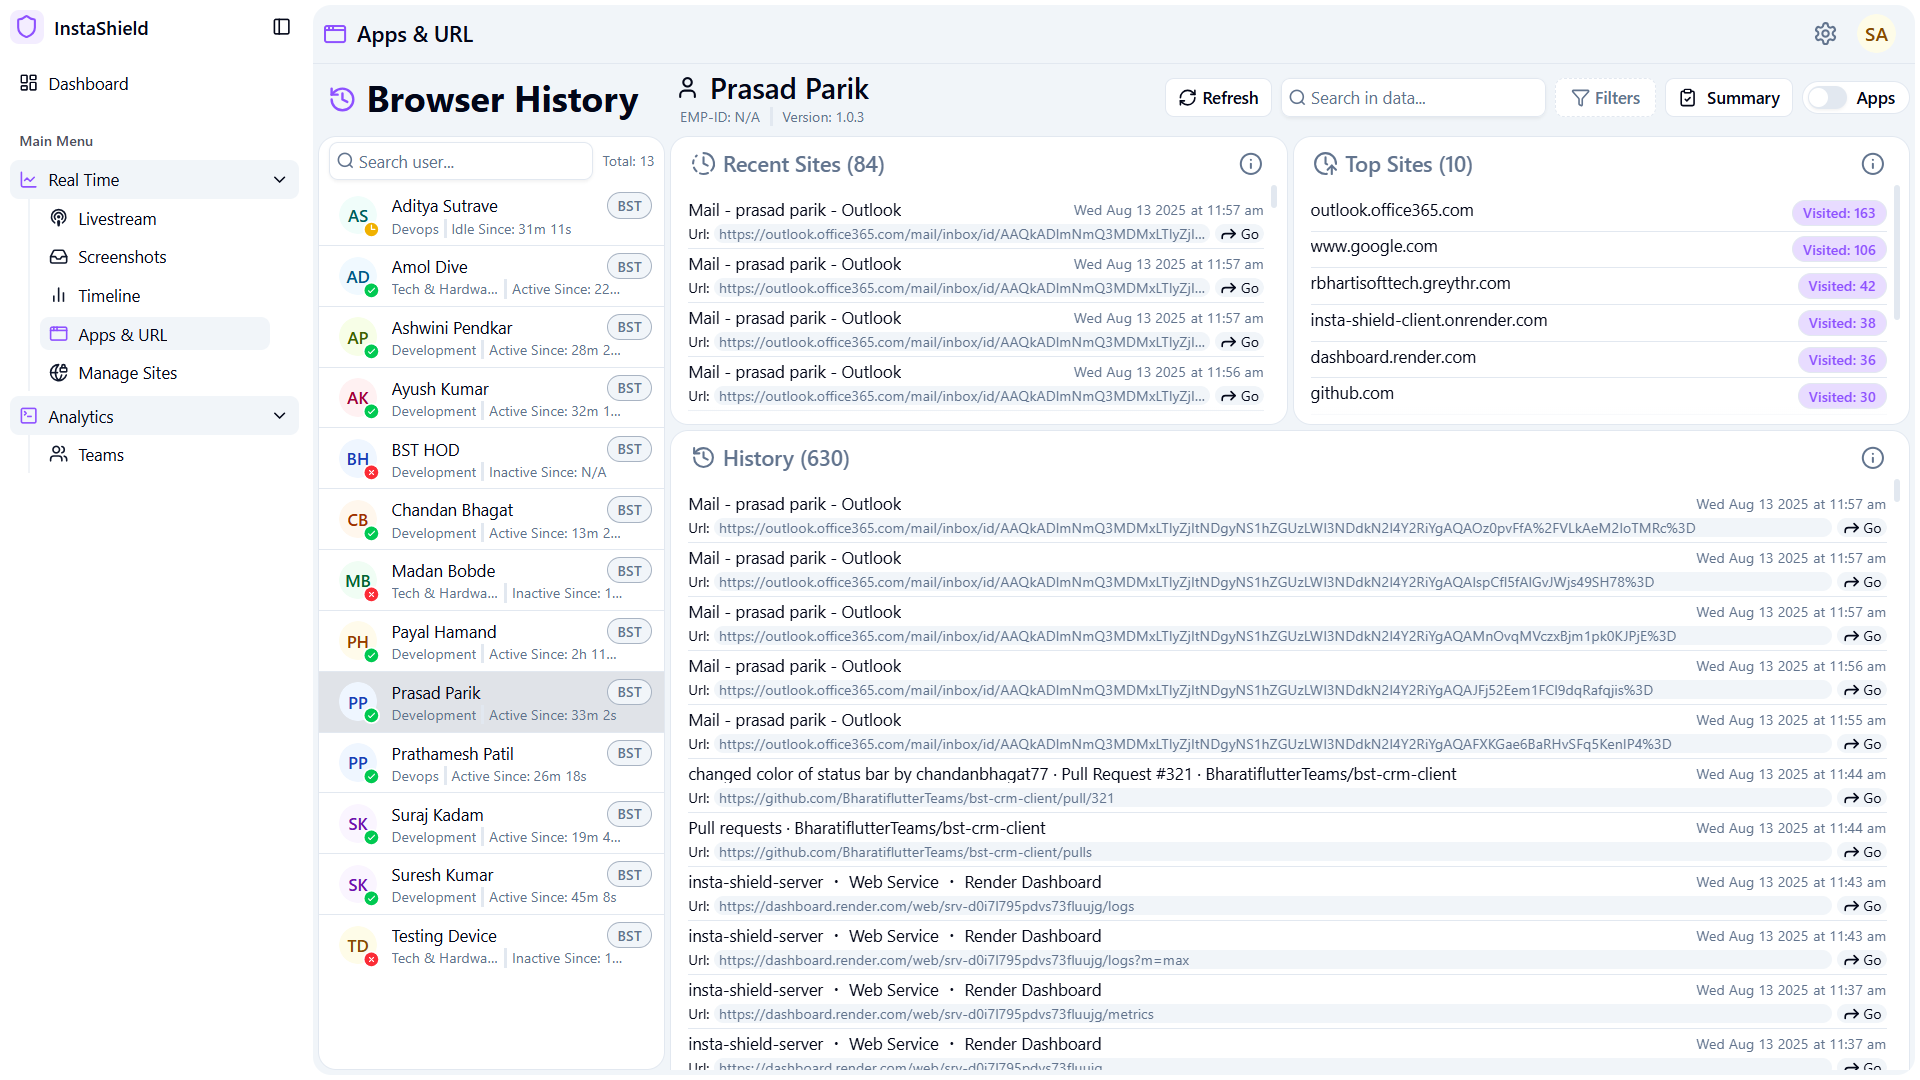 InstaShield
Dashboard
Main Menu
Real Time
Livestream
Screenshots
Timeline
Apps & URL
Manage Sites
Analytics
Teams
Apps & URL
SA
Browser History
Prasad Parik
EMP-ID: N/A Version: 1.0.3
Refresh
Search in data...
Filters
Summary
Apps
Search user...
Total: 13
AS
Aditya Sutrave
BST
Devops Idle Since: 31m 11s
AD
Amol Dive
BST
Tech & Hardwa... Active Since: 22...
AP
Ashwini Pendkar
BST
Development Active Since: 28m 2...
AK
Ayush Kumar
BST
Development Active Since: 32m 1...
BH
BST HOD
BST
Development Inactive Since: N/A
CB
Chandan Bhagat
BST
Development Active Since: 13m 2...
MB
Madan Bobde
BST
Tech & Hardwa... Inactive Since: 1...
PH
Payal Hamand
BST
Development Active Since: 2h 11...
PP
Prasad Parik
BST
Development Active Since: 33m 2s
PP
Prathamesh Patil
BST
Devops Active Since: 26m 18s
SK
Suraj Kadam
BST
Development Active Since: 19m 4...
SK
Suresh Kumar
BST
Development Active Since: 45m 8s
TD
Testing Device
BST
Tech & Hardwa... Inactive Since: 1...
Recent Sites (84)
Mail - prasad parik - Outlook Wed Aug 13 2025 at 11:57 am
Url: https://outlook.office365.com/mail/inbox/id/AAQkADlmNmQ3MDMxLTIyZjI... Go
Mail - prasad parik - Outlook Wed Aug 13 2025 at 11:57 am
Url: https://outlook.office365.com/mail/inbox/id/AAQkADlmNmQ3MDMxLTIyZjI... Go
Mail - prasad parik - Outlook Wed Aug 13 2025 at 11:57 am
Url: https://outlook.office365.com/mail/inbox/id/AAQkADlmNmQ3MDMxLTIyZjI... Go
Mail - prasad parik - Outlook Wed Aug 13 2025 at 11:56 am
Url: https://outlook.office365.com/mail/inbox/id/AAQkADlmNmQ3MDMxLTIyZjI... Go
Top Sites (10)
outlook.office365.com Visited: 163
www.google.com Visited: 106
rbhartisofttech.greythr.com Visited: 42
insta-shield-client.onrender.com Visited: 38
dashboard.render.com Visited: 36
github.com Visited: 30
History (630)
Mail - prasad parik - Outlook Wed Aug 13 2025 at 11:57 am
Url: https://outlook.office365.com/mail/inbox/id/AAQkADlmNmQ3MDMxLTIyZjItNDgyNS1hZGUzLWI3NDdkN2I4Y2RiYgAQAOz0pvFfA%2FVLkAeM2IoTMRc%3D Go
Mail - prasad parik - Outlook Wed Aug 13 2025 at 11:57 am
Url: https://outlook.office365.com/mail/inbox/id/AAQkADlmNmQ3MDMxLTIyZjItNDgyNS1hZGUzLWI3NDdkN2I4Y2RiYgAQAIspCfI5fAlGvJWjs49SH78%3D Go
Mail - prasad parik - Outlook Wed Aug 13 2025 at 11:57 am
Url: https://outlook.office365.com/mail/inbox/id/AAQkADlmNmQ3MDMxLTIyZjItNDgyNS1hZGUzLWI3NDdkN2I4Y2RiYgAQAMnOvqMVczxBjm1pk0KJPjE%3D Go
Mail - prasad parik - Outlook Wed Aug 13 2025 at 11:56 am
Url: https://outlook.office365.com/mail/inbox/id/AAQkADlmNmQ3MDMxLTIyZjItNDgyNS1hZGUzLWI3NDdkN2I4Y2RiYgAQAJFj52Eem1FCl9dqRafqjis%3D Go
Mail - prasad parik - Outlook Wed Aug 13 2025 at 11:55 am
Url: https://outlook.office365.com/mail/inbox/id/AAQkADlmNmQ3MDMxLTIyZjItNDgyNS1hZGUzLWI3NDdkN2I4Y2RiYgAQAFXKGae6BaRHvSFq5KenIP4%3D Go
changed color of status bar by chandanbhagat77 · Pull Request #321 · BharatiflutterTeams/bst-crm-client Wed Aug 13 2025 at 11:44 am
Url: https://github.com/BharatiflutterTeams/bst-crm-client/pull/321 Go
Pull requests · BharatiflutterTeams/bst-crm-client Wed Aug 13 2025 at 11:44 am
Url: https://github.com/BharatiflutterTeams/bst-crm-client/pulls Go
insta-shield-server · Web Service · Render Dashboard Wed Aug 13 2025 at 11:43 am
Url: https://dashboard.render.com/web/srv-d0i7l795pdvs73fluujg/logs Go
insta-shield-server · Web Service · Render Dashboard Wed Aug 13 2025 at 11:43 am
Url: https://dashboard.render.com/web/srv-d0i7l795pdvs73fluujg/logs?m=max Go
insta-shield-server · Web Service · Render Dashboard Wed Aug 13 2025 at 11:37 am
Url: https://dashboard.render.com/web/srv-d0i7l795pdvs73fluujg/metrics Go
insta-shield-server · Web Service · Render Dashboard Wed Aug 13 2025 at 11:37 am
Url: https://dashboard.render.com/web/srv-d0i7l795pdvs73fluujg Go